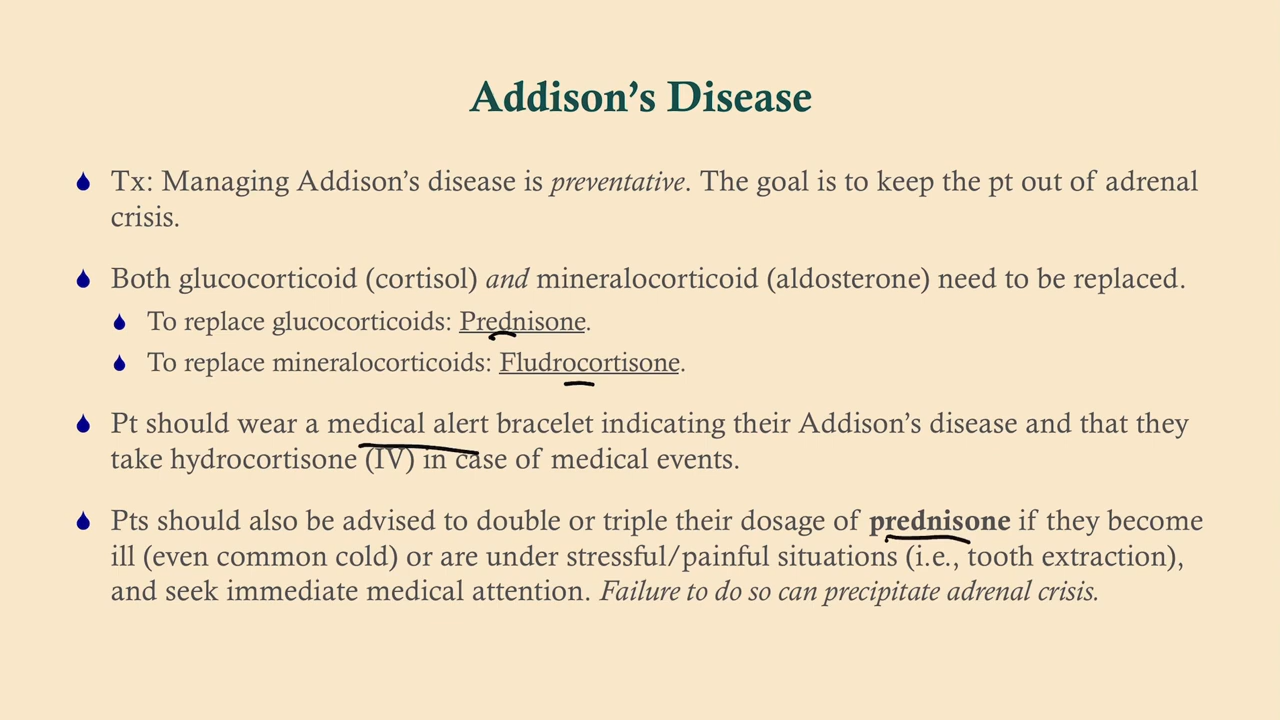 Addison’s Disease
Tx: Managing Addison’s disease is preventative. The goal is to keep the pt out of adrenal
crisis.
Both glucocorticoid (cortisol) and mineralocorticoid (aldosterone) need to be replaced.
To replace glucocorticoids: Prednisone.
To replace mineralocorticoids: Fludrocortisone.
Pt should wear a medical alert bracelet indicating their Addison’s disease and that they
take hydrocortisone (IV) in case of medical events.
Pts should also be advised to double or triple their dosage of prednisone if they become
ill (even common cold) or are under stressful/painful situations (i.e., tooth extraction),
and seek immediate medical attention. Failure to do so can precipitate adrenal crisis.